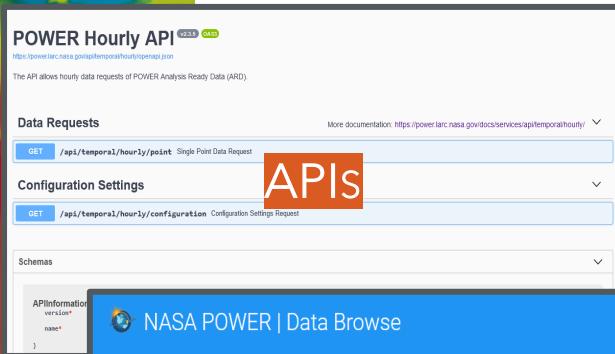 POWER Hourly API v2.3.5 OAS3
https://power.larc.nasa.gov/api/temporal/hourly/openapi.json
The API allows hourly data requests of POWER Analysis Ready Data (ARD).
Data Requests
More documentation: https://power.larc.nasa.gov/docs/services/api/temporal/hourly/
GET /api/temporal/hourly/point Single Point Data Request
APIs
Configuration Settings
GET /api/temporal/hourly/configuration Configuration Settings Request
Schemas
APIInformation
version*
name*
}
NASA POWER | Data Browse